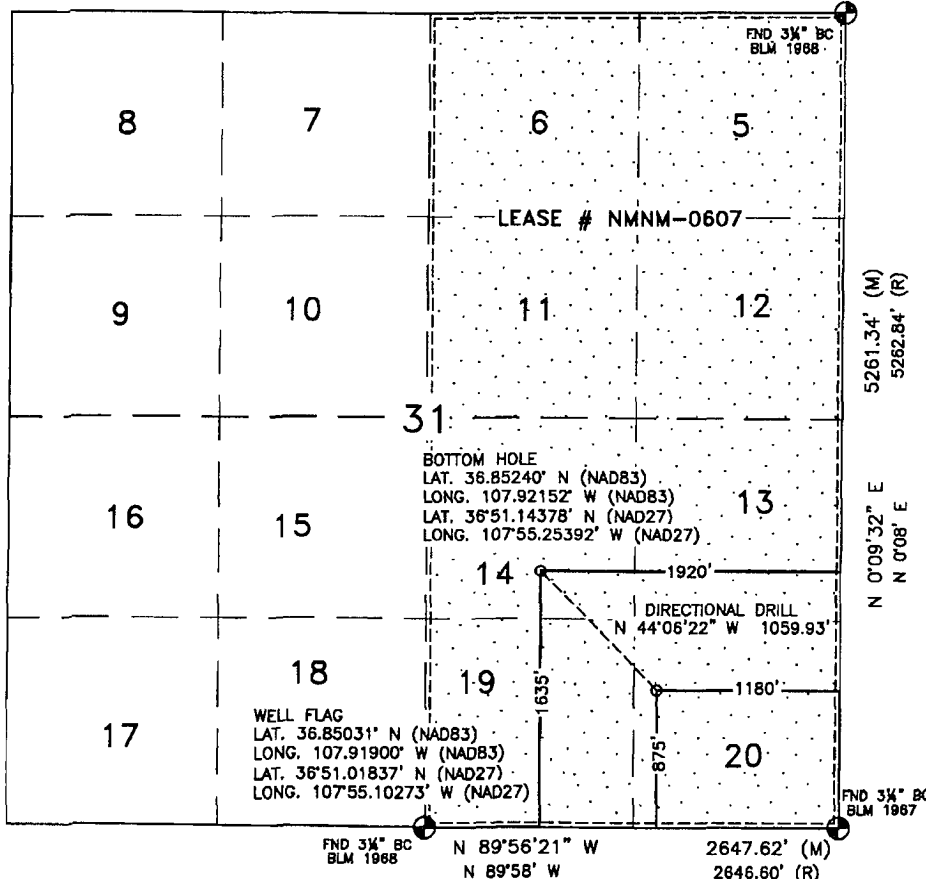 FND 3¼" BC
BLM 1968
8
7
6
5
LEASE # NMNM-0607
9
10
11
12
5261.34' (M)
5262.84' (R)
31
BOTTOM HOLE
LAT. 36.85240° N (NAD83)
LONG. 107.92152° W (NAD83)
LAT. 36°51.14378' N (NAD27)
LONG. 107°55.25392' W (NAD27)
16
15
13
N 0°09'32" E
N 0°08' E
14
1920'
DIRECTIONAL DRILL
N 44°06'22" W 1059.93'
18
19
1635'
1180'
WELL FLAG
LAT. 36.85031° N (NAD83)
LONG. 107.91900° W (NAD83)
LAT. 36°51.01837' N (NAD27)
LONG. 107°55.10273' W (NAD27)
17
875'
20
FND 3¼" BC
BLM 1967
FND 3¼" BC
BLM 1968
N 89°56'21" W 2647.62' (M)
N 89°58' W 2646.60' (R)